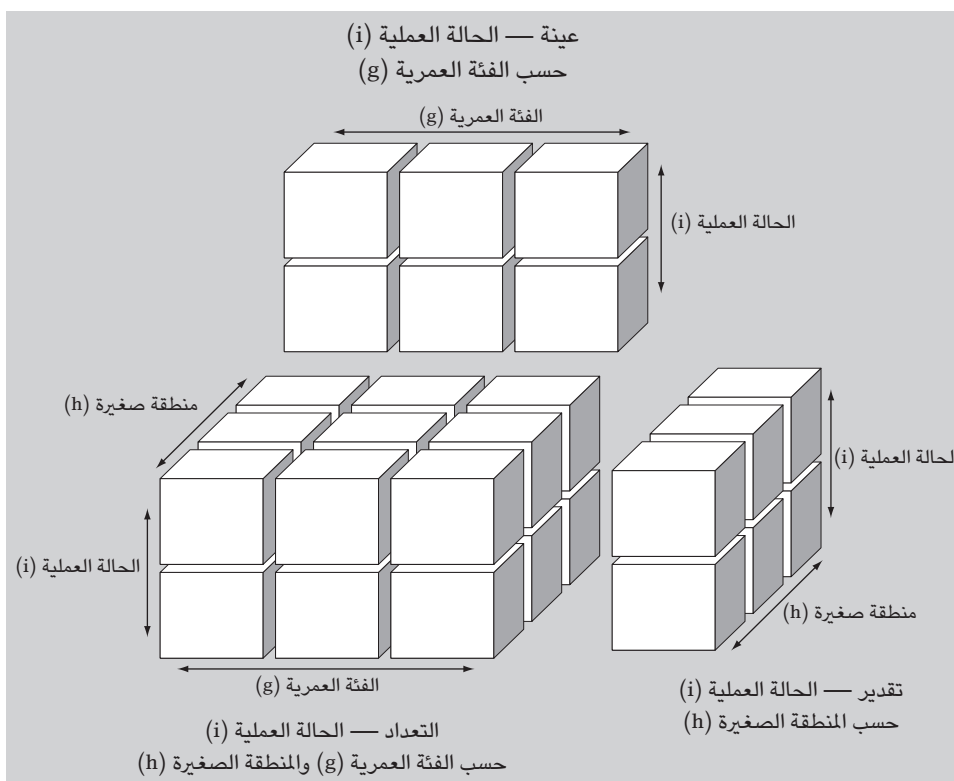 عينة — الحالة العملية (i)
حسب الفئة العمرية (g)
الفئة العمرية (g)
الحالة العملية (i)
منطقة صغيرة (h)
الحالة العملية (i)
الفئة العمرية (g)
التعداد — الحالة العملية (i)
حسب الفئة العمرية (g) والمنطقة الصغيرة (h)
لحالة العملية (i)
منطقة صغيرة (h)
تقدير — الحالة العملية (i)
حسب المنطقة الصغيرة (h)